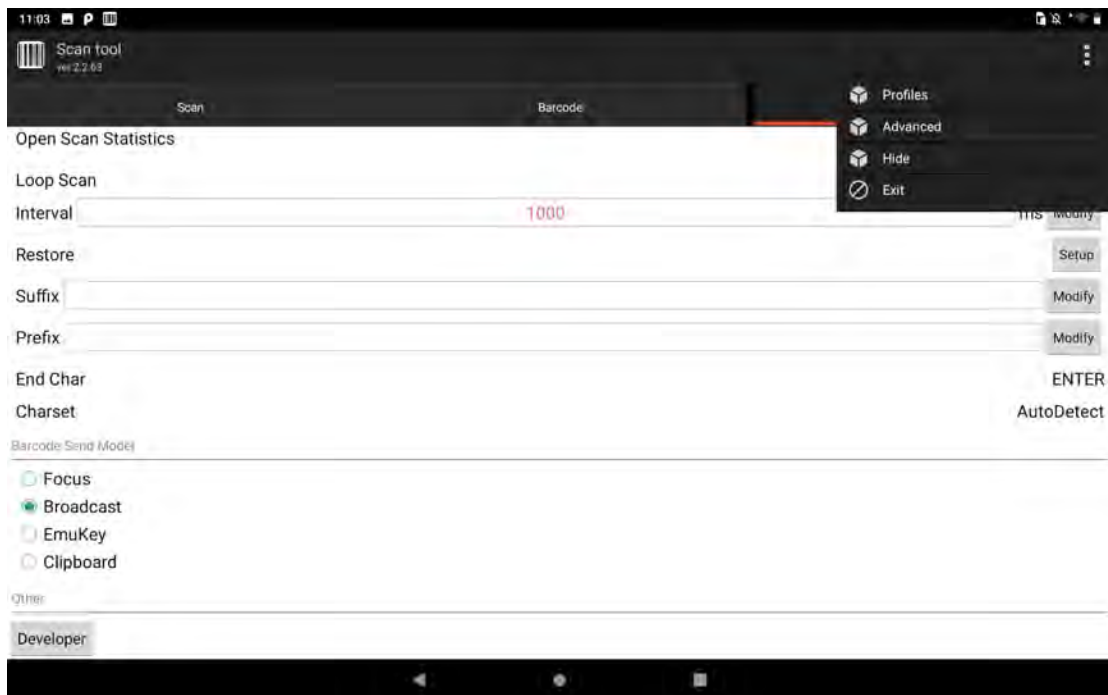 11:03
Scan tool
ver 2.2.63
Scan
Barcode
Profiles
Advanced
Hide
Exit
Open Scan Statistics
Loop Scan
Interval 1000 ms Modify
Restore Setup
Suffix Modify
Prefix Modify
End Char ENTER
Charset AutoDetect
Barcode Send Model
Focus
Broadcast
EmuKey
Clipboard
Other
Developer